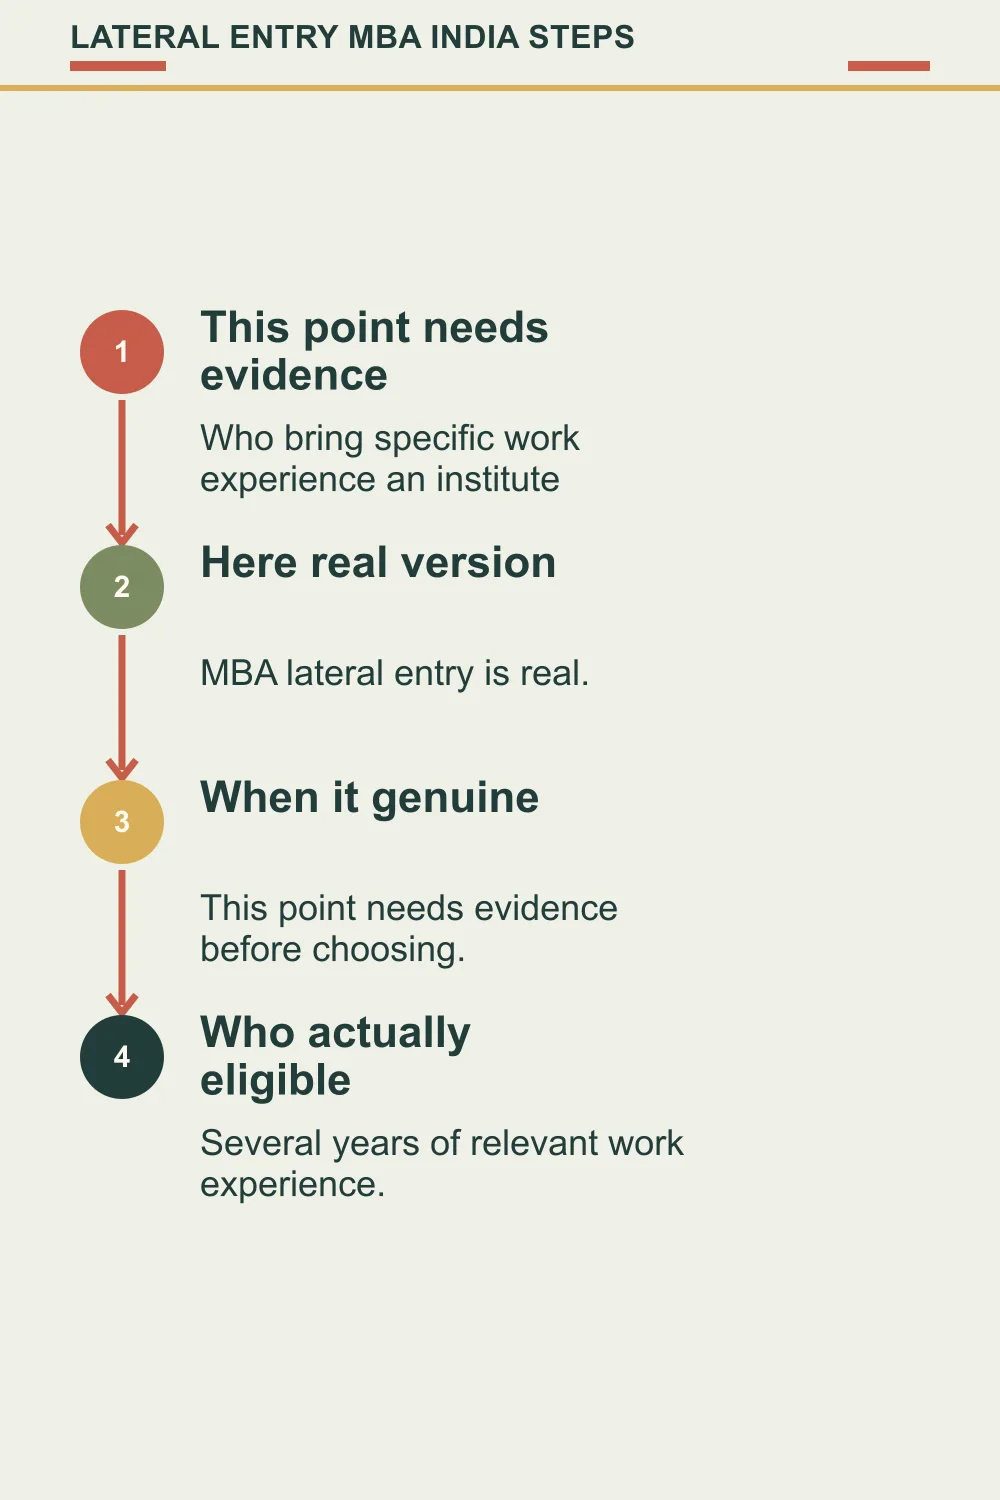 LATERAL ENTRY MBA INDIA STEPS
1
This point needs
evidence
Who bring specific work
experience an institute
2
Here real version
MBA lateral entry is real.
3
When it genuine
This point needs evidence
before choosing.
4
Who actually
eligible
Several years of relevant work
experience.